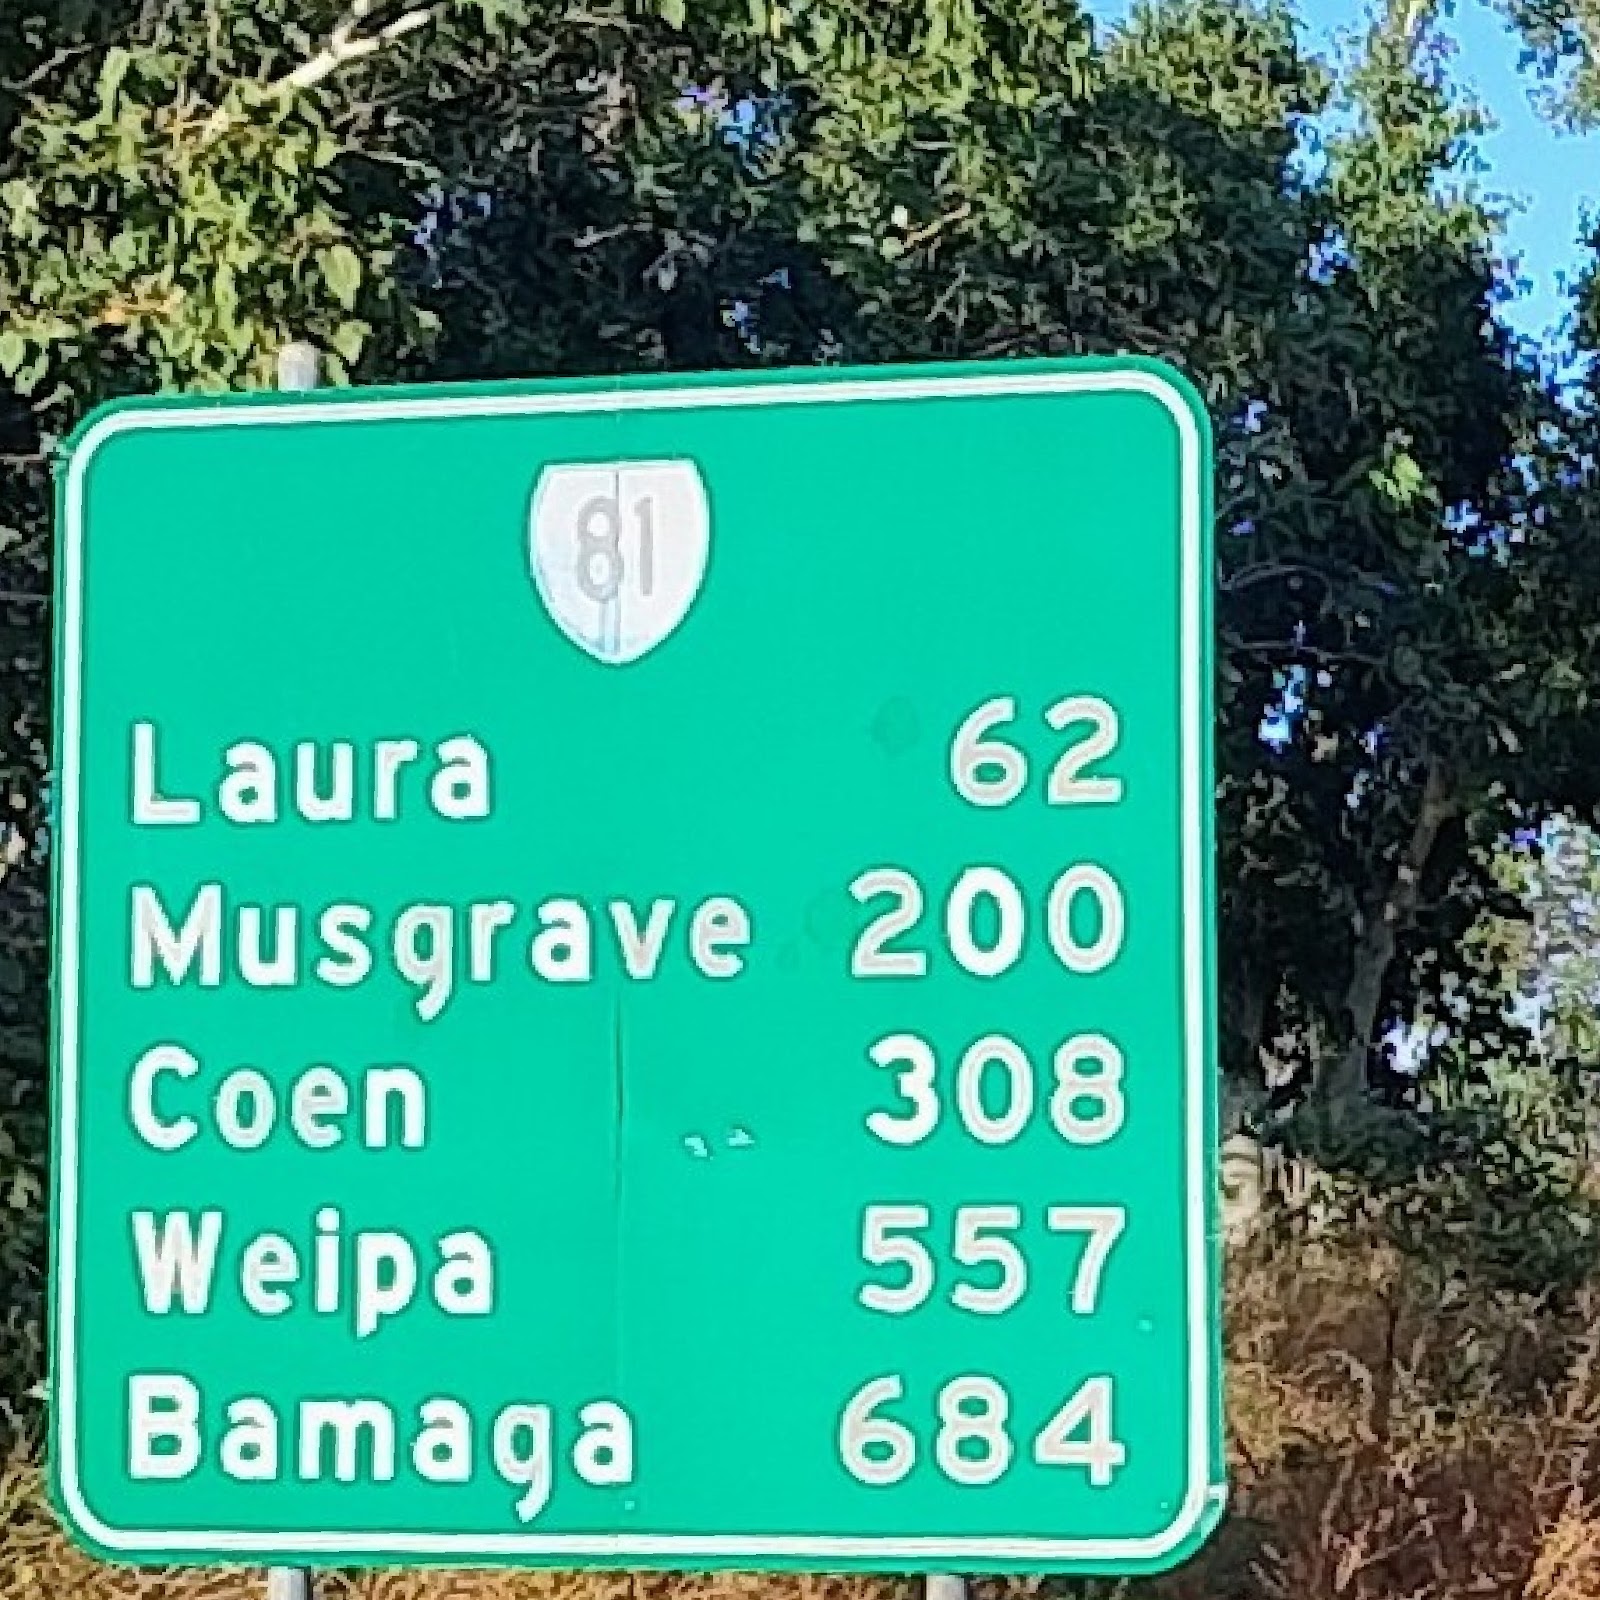 81
Laura 62
Musgrave 200
Coen 308
Weipa 557
Bamaga 684